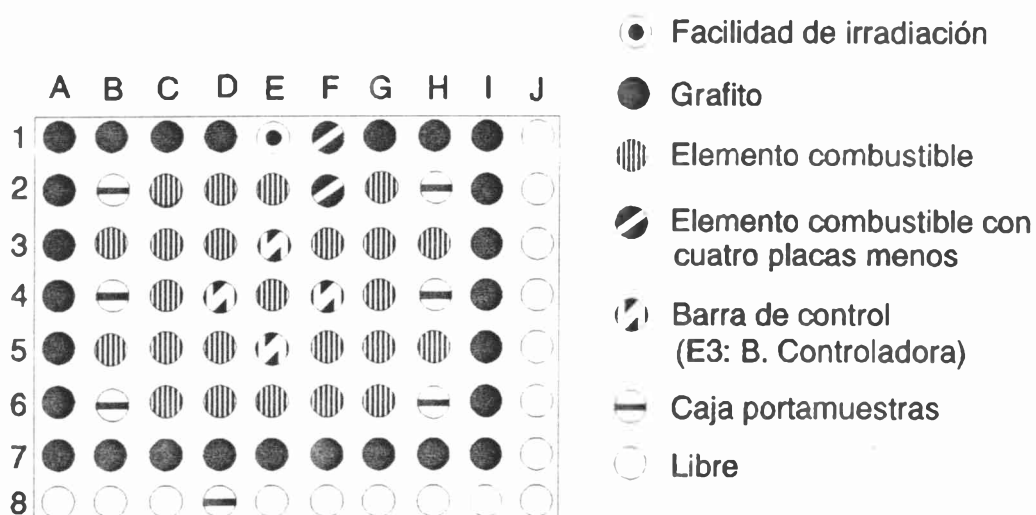 A B C D E F G H I J
1
2
3
4
5
6
7
8
Facilidad de irradiación
Grafito
Elemento combustible
Elemento combustible con
cuatro placas menos
Barra de control
(E3: B. Controladora)
Caja portamuestras
Libre